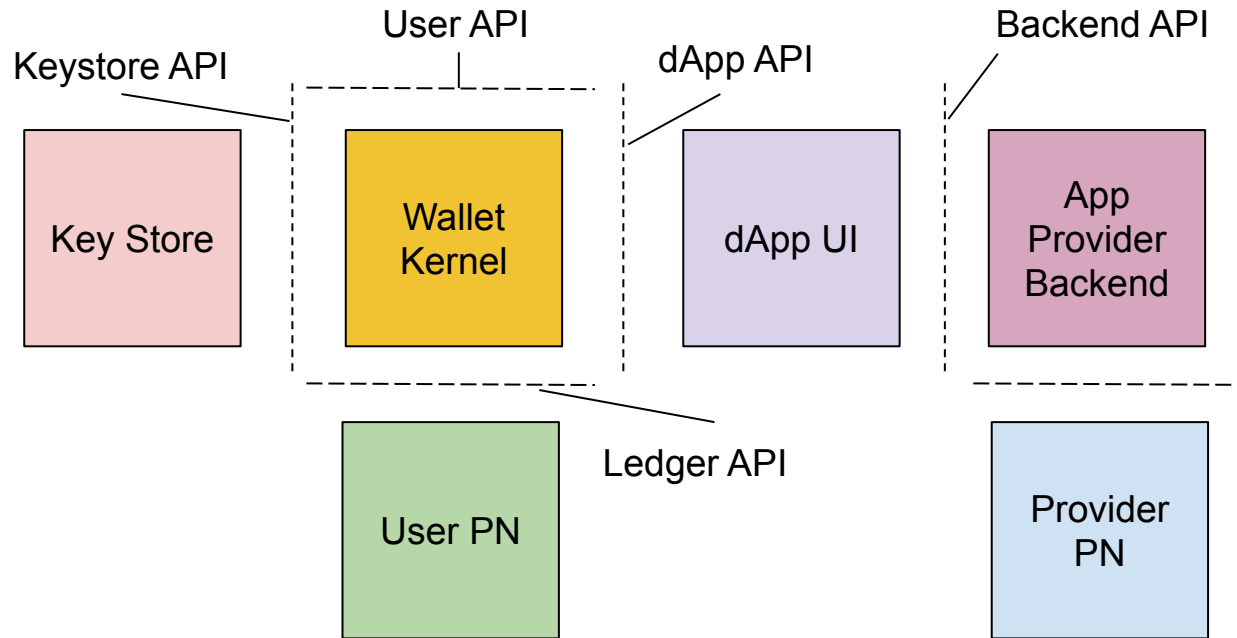 User API
Backend API
Keystore API
dApp API
Key Store
Wallet
Kernel
dApp UI
App
Provider
Backend
Ledger API
User PN
Provider
PN